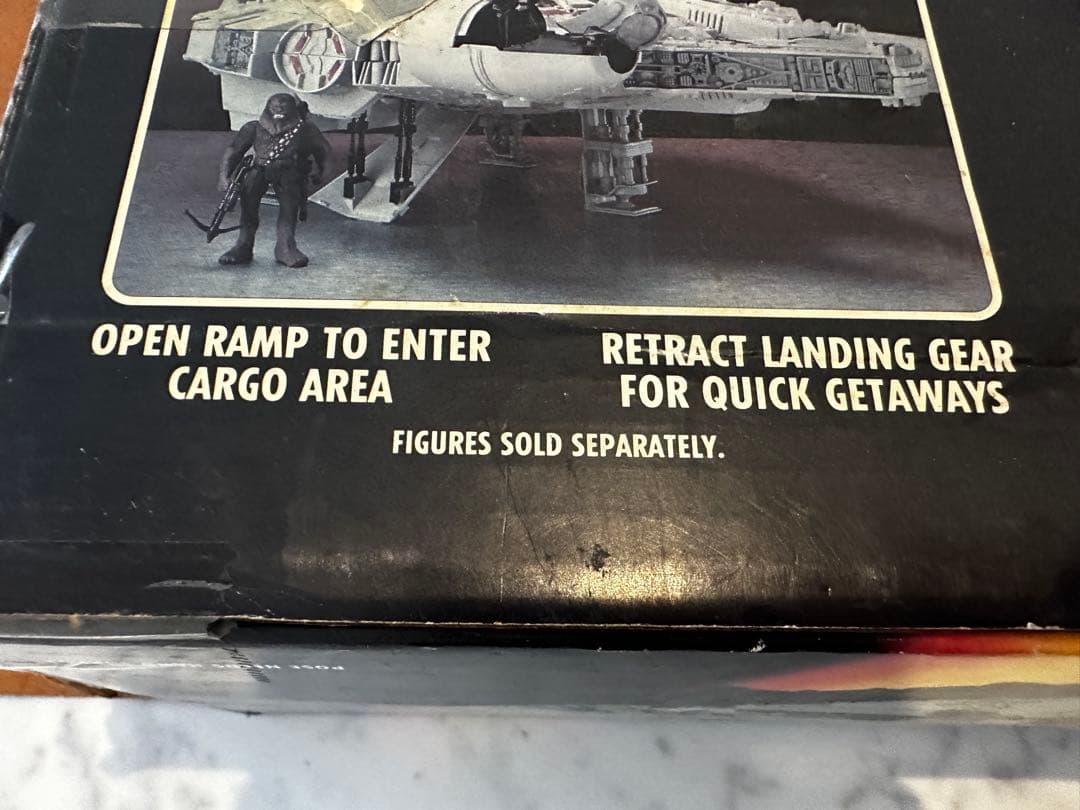 OPEN RAMP TO ENTER
CARGO AREA
RETRACT LANDING GEAR
FOR QUICK GETAWAYS
FIGURES SOLD SEPARATELY.